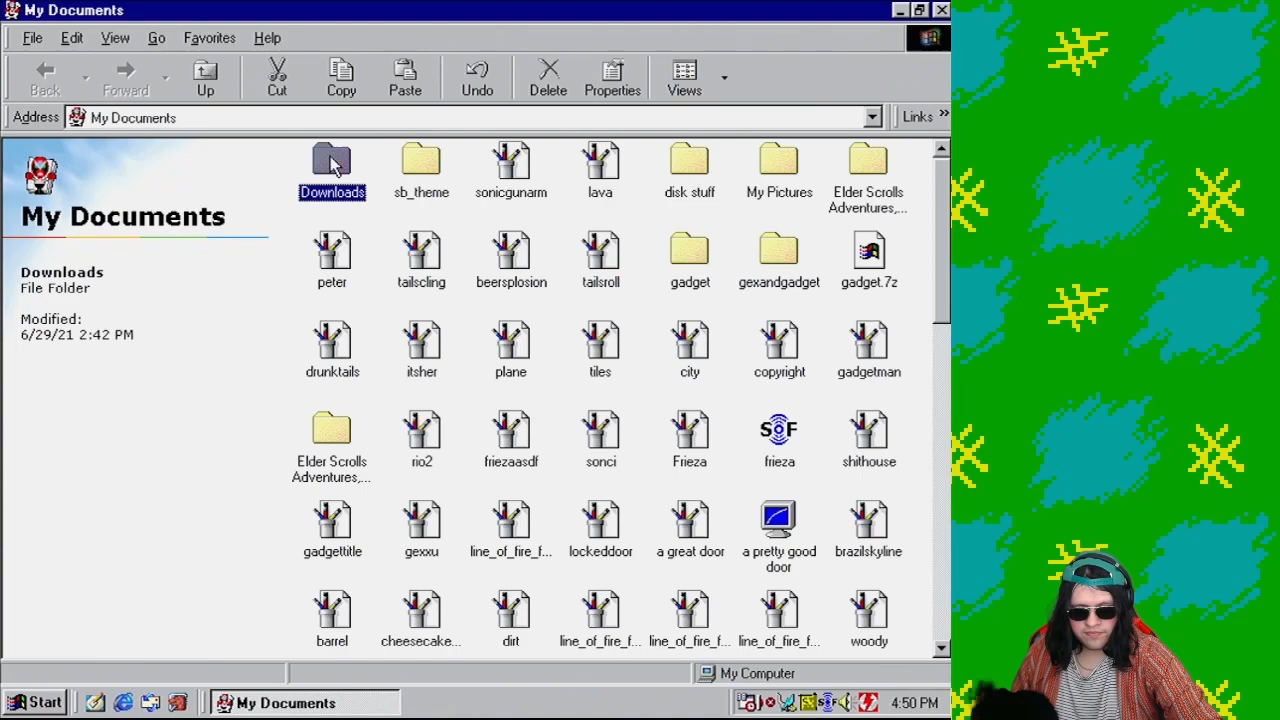 My Documents
File Edit View Go Favorites Help
Back Forward Up Cut Copy Paste Undo Delete Properties Views
Address My Documents Links »
My Documents
Downloads
File Folder
Modified:
6/29/21 2:42 PM
Downloads sb_theme sonicgunarm lava disk stuff My Pictures Elder Scrolls
Adventures,...
peter tailscling beersplosion tailsroll gadget gexandgadget gadget.7z
drunktails itsher plane tiles city copyright gadgetman
Elder Scrolls
Adventures,...
rio2 friezaasdf sonci Frieza frieza shithouse
SF
gadgettitle gexxu line_of_fire_f... lockeddoor a great door a pretty good
door
brazilskyline
barrel cheesecake... dirt line_of_fire_f... line_of_fire_f... line_of_fire_f... woody
My Computer
Start My Documents 4:50 PM